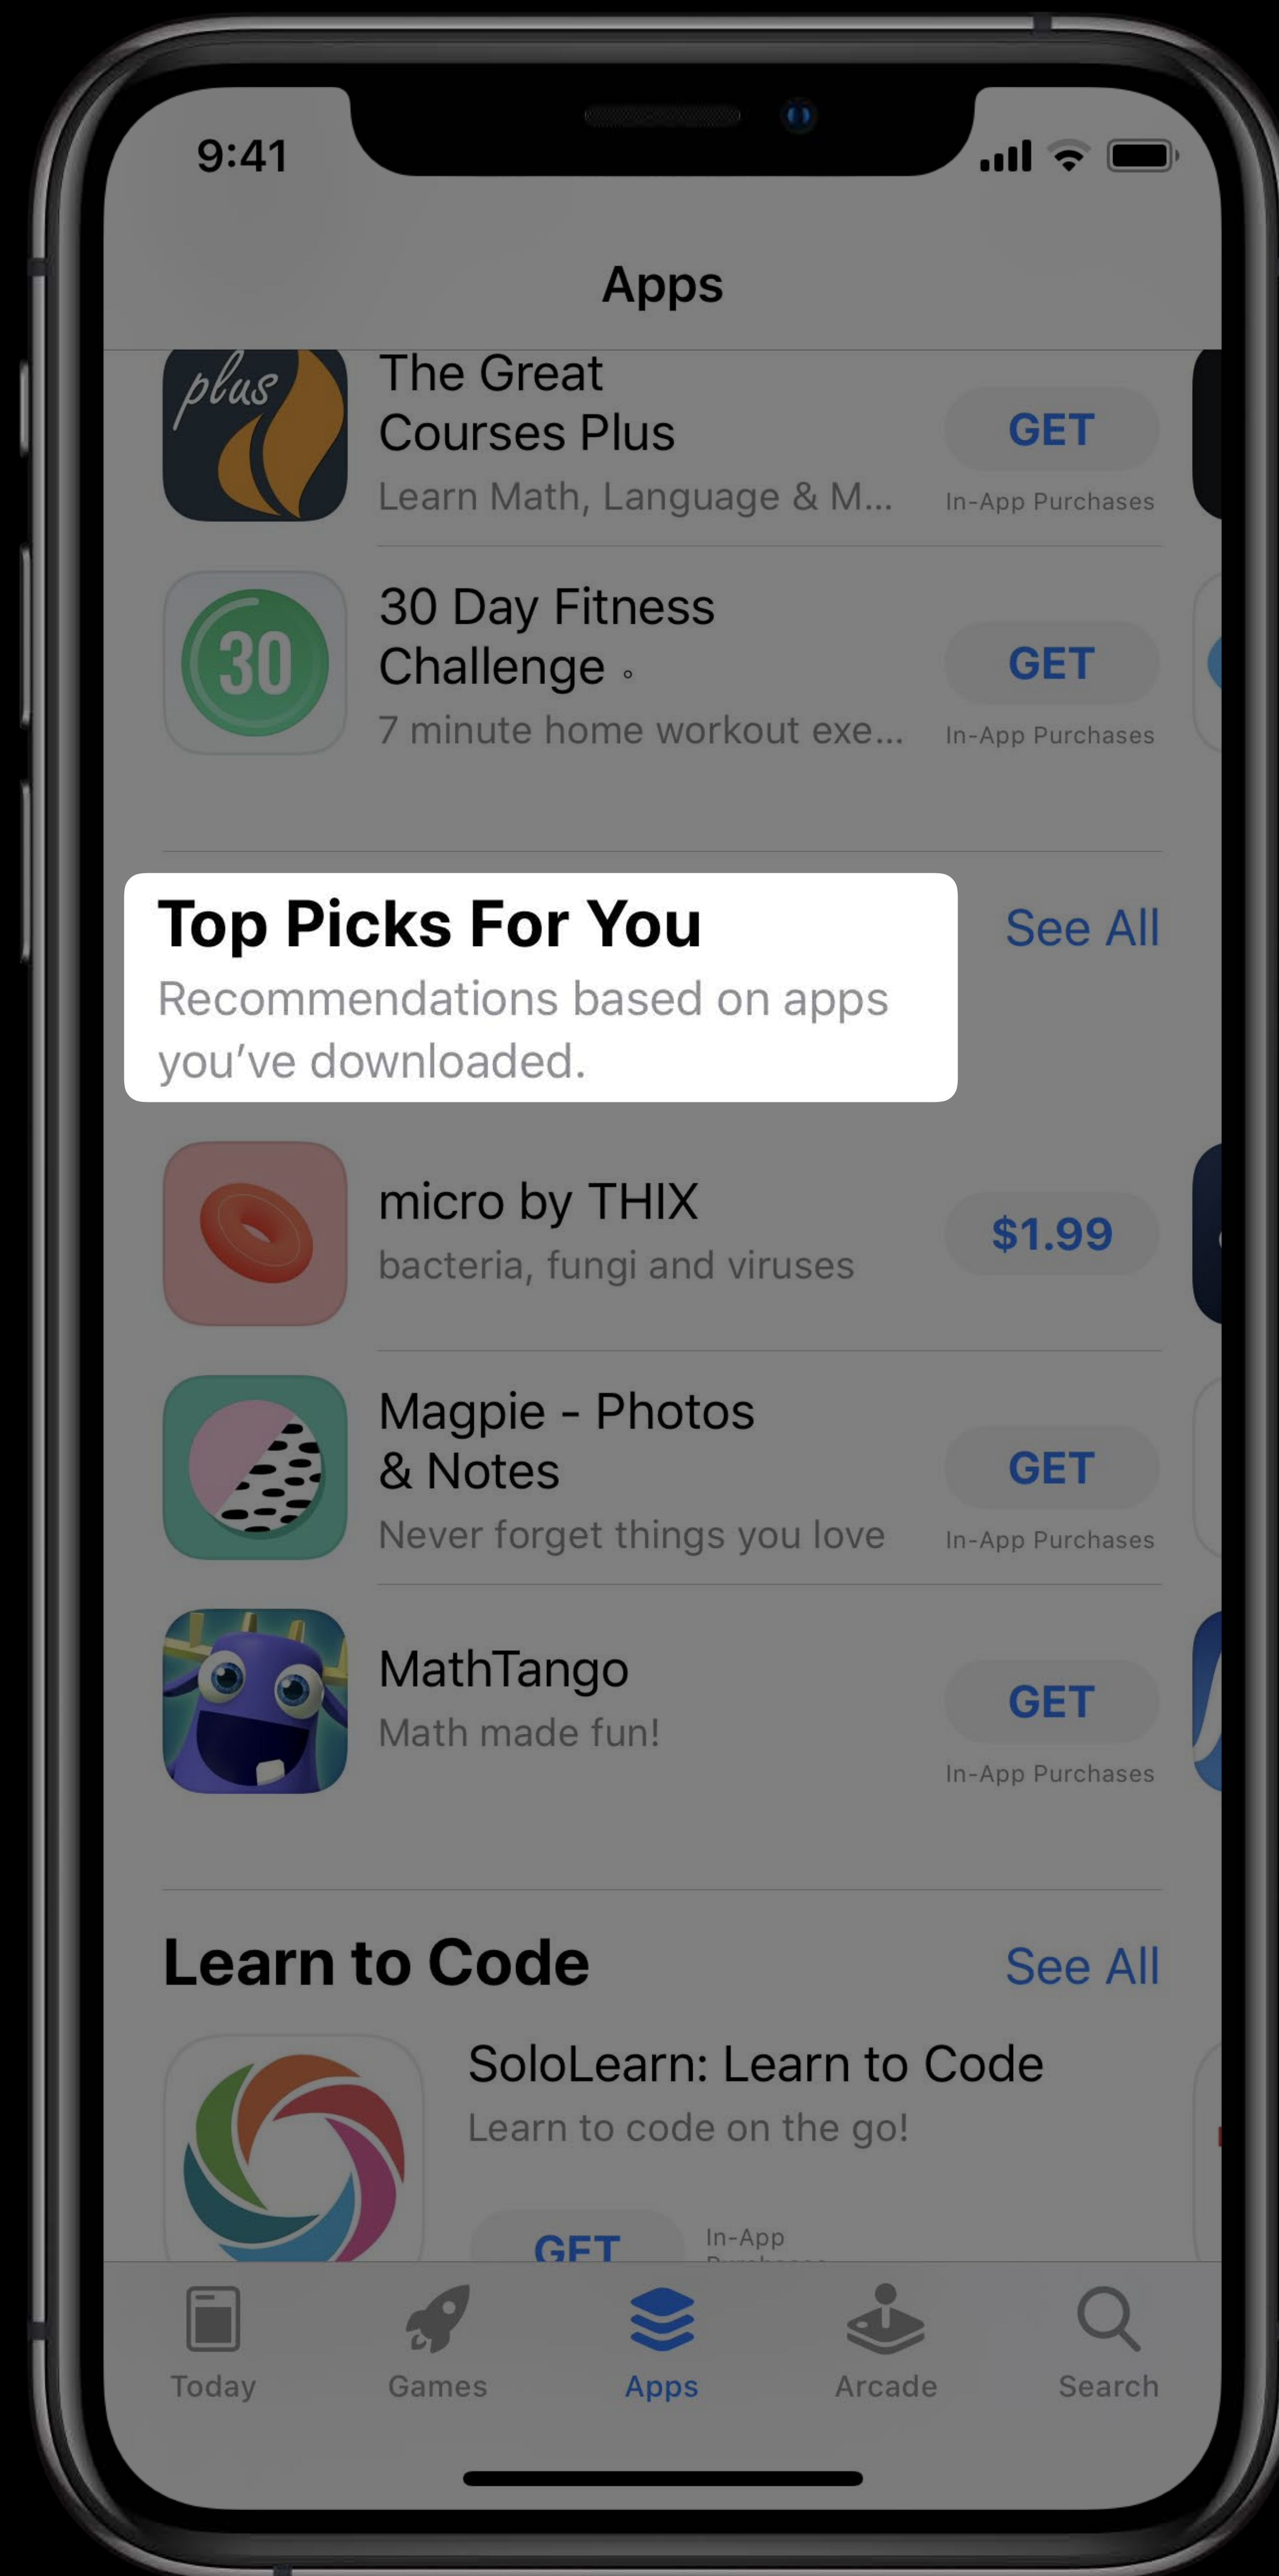 9:41
Apps
plus
The Great
Courses Plus
Learn Math, Language & M...
GET
In-App Purchases
30
30 Day Fitness
Challenge
7 minute home workout exe...
GET
In-App Purchases
Top Picks For You
See All
Recommendations based on apps
you’ve downloaded.
micro by THIX
bacteria, fungi and viruses
$1.99
Magpie - Photos
& Notes
Never forget things you love
GET
In-App Purchases
MathTango
Math made fun!
GET
In-App Purchases
Learn to Code
See All
SoloLearn: Learn to Code
Learn to code on the go!
GET
In-App
Today
Games
Apps
Arcade
Search